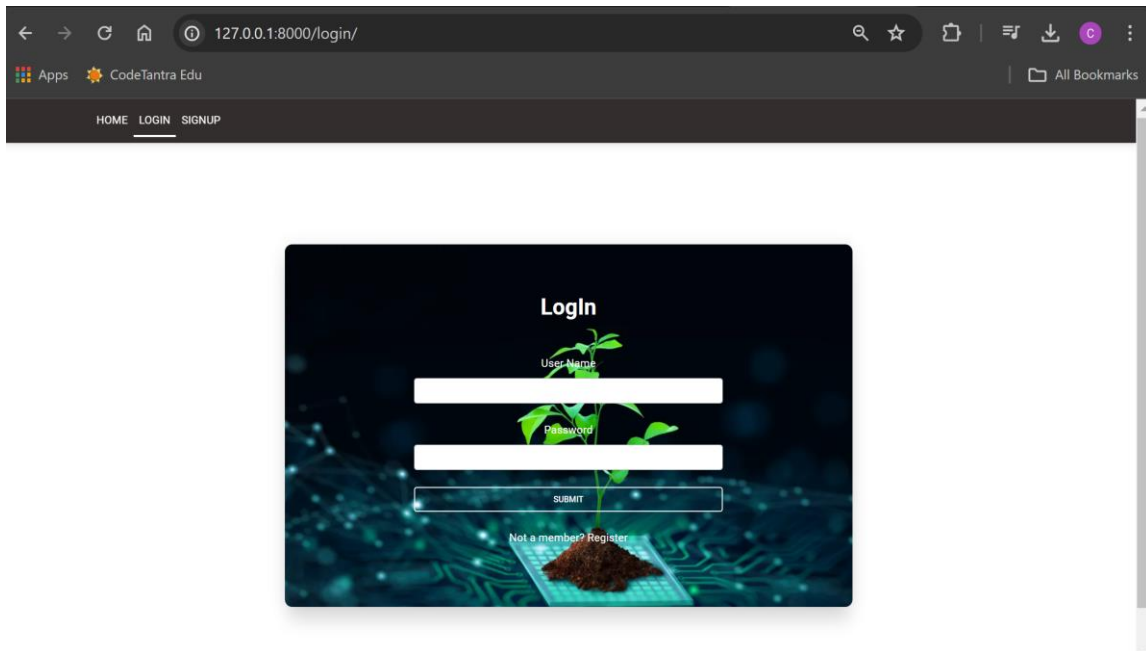 127.0.0.1:8000/login/
C
Apps CodeTantra Edu All Bookmarks
HOME LOGIN SIGNUP
LogIn
User Name
Password
SUBMIT
Not a member? Register